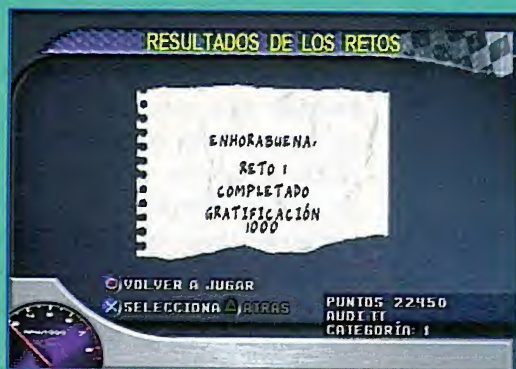 RESULTADOS DE LOS RETOS
ENHORABUENA.
RETO 1
COMPLETADO
GRATIFICACIÓN
1000
VOLVER A JUGAR
SELECCIONA ATRAS
PUNTOS 22450
AUDI TT
CATEGORÍA: 1